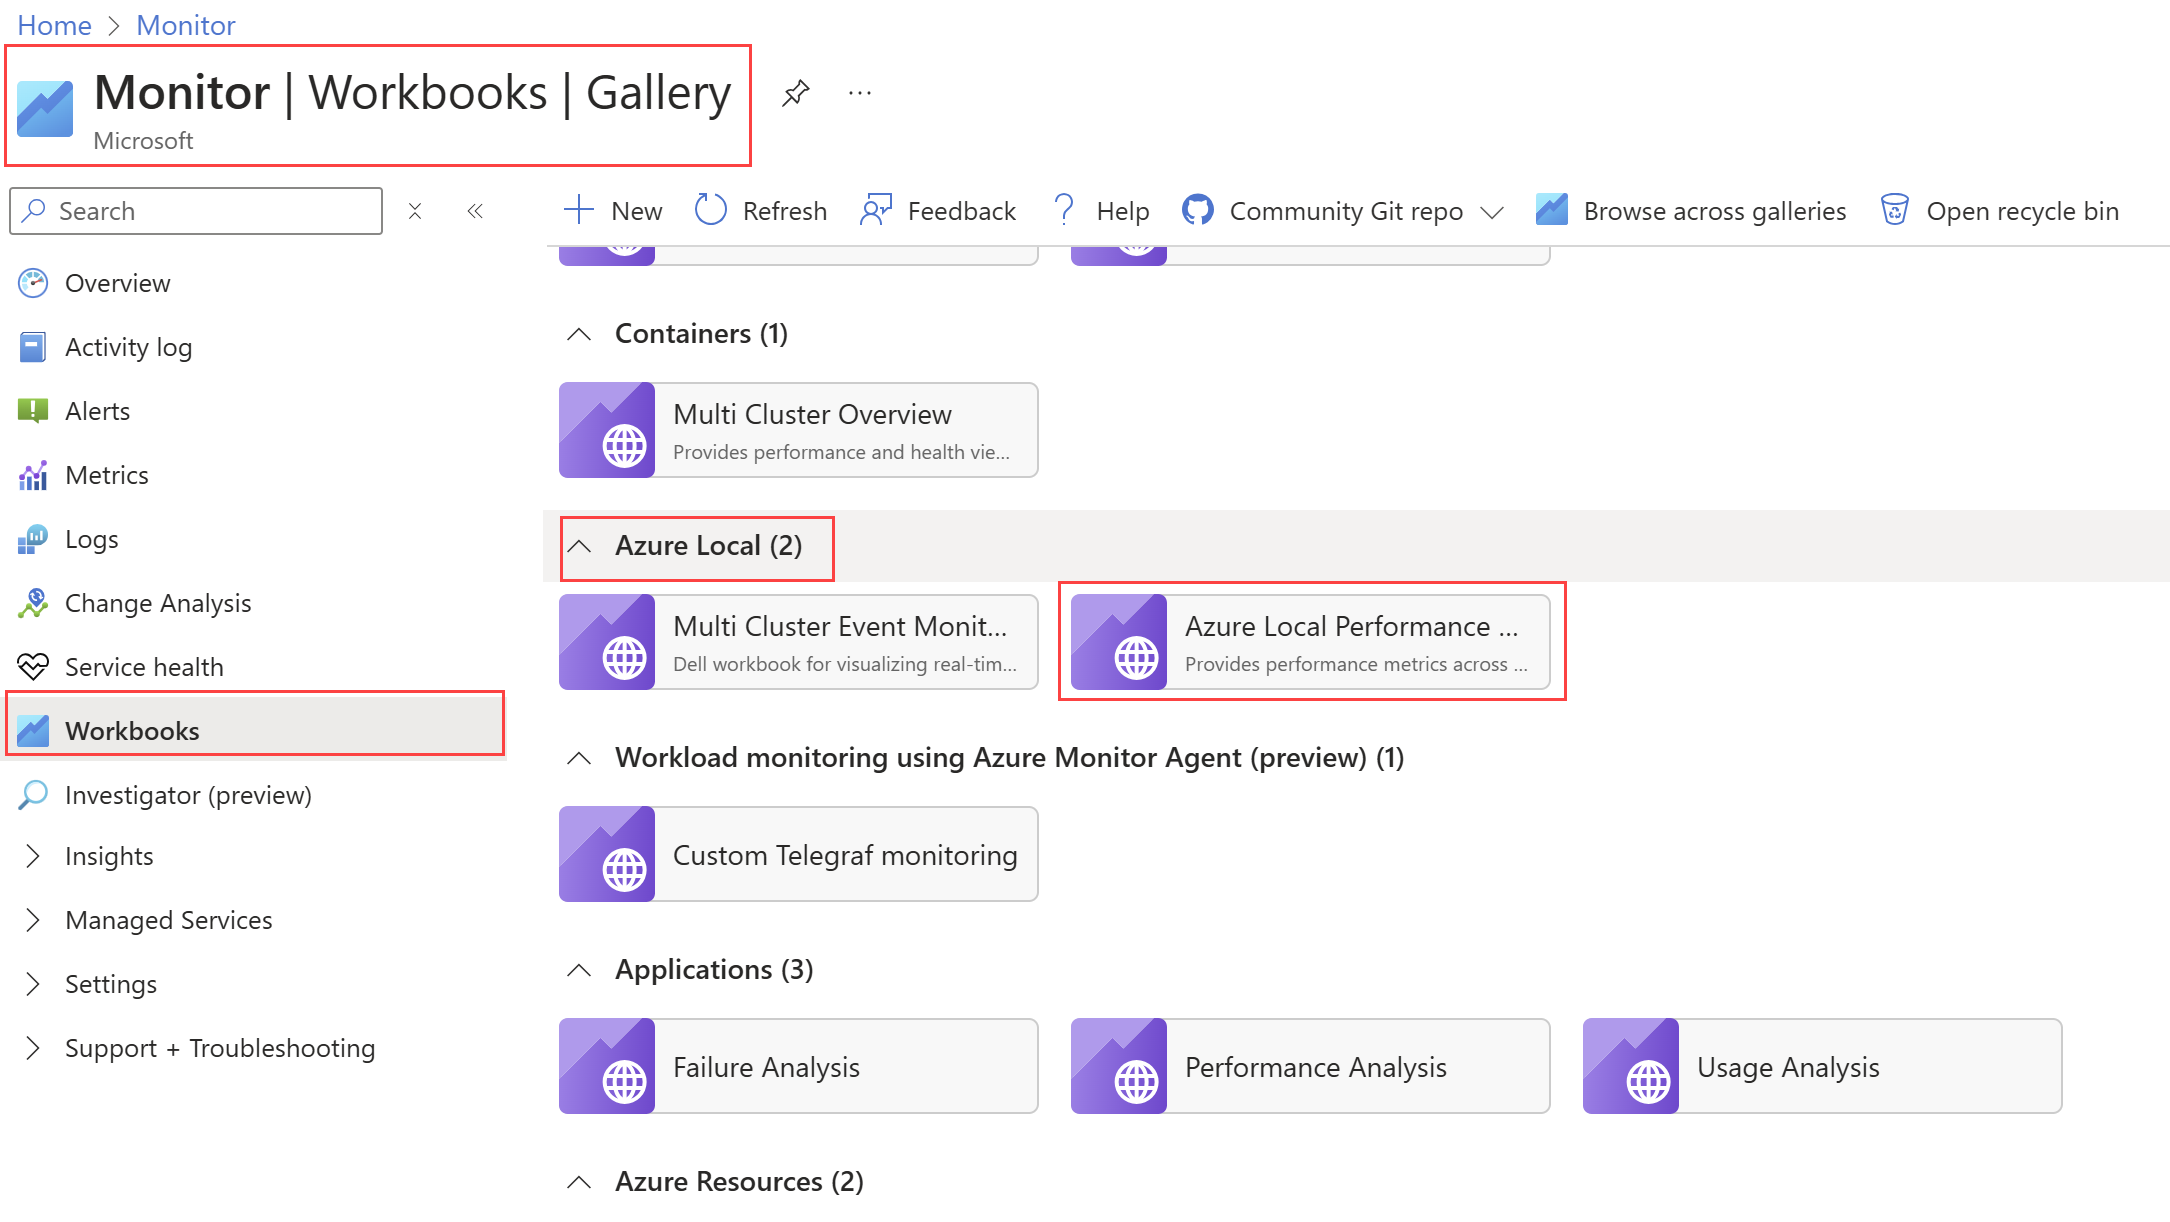 Home > Monitor
Monitor | Workbooks | Gallery
Microsoft
Search
New
Refresh
Feedback
Help
Community Git repo
Browse across galleries
Open recycle bin
Overview
Activity log
Alerts
Metrics
Logs
Change Analysis
Service health
Workbooks
Investigator (preview)
Insights
Managed Services
Settings
Support + Troubleshooting
Containers (1)
Multi Cluster Overview
Provides performance and health vie...
Azure Local (2)
Multi Cluster Event Monit...
Dell workbook for visualizing real-tim...
Azure Local Performance ...
Provides performance metrics across ...
Workload monitoring using Azure Monitor Agent (preview) (1)
Custom Telegraf monitoring
Applications (3)
Failure Analysis
Performance Analysis
Usage Analysis
Azure Resources (2)